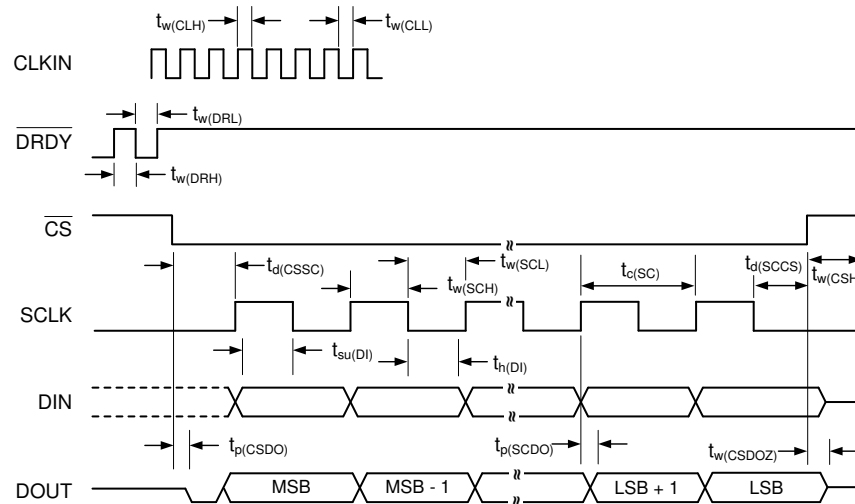 tw(CLH) tw(CLL)
CLKIN
tw(DRL)
DRDY
tw(DRH)
CS
td(CSSC) tw(SCL) tc(SC) td(SCCS)
tw(SCH) tw(CSH
SCLK
tsu(DI) th(DI)
DIN
tp(CSDO) tp(SCDO) tw(CSDOZ)
DOUT MSB MSB - 1 LSB + 1 LSB